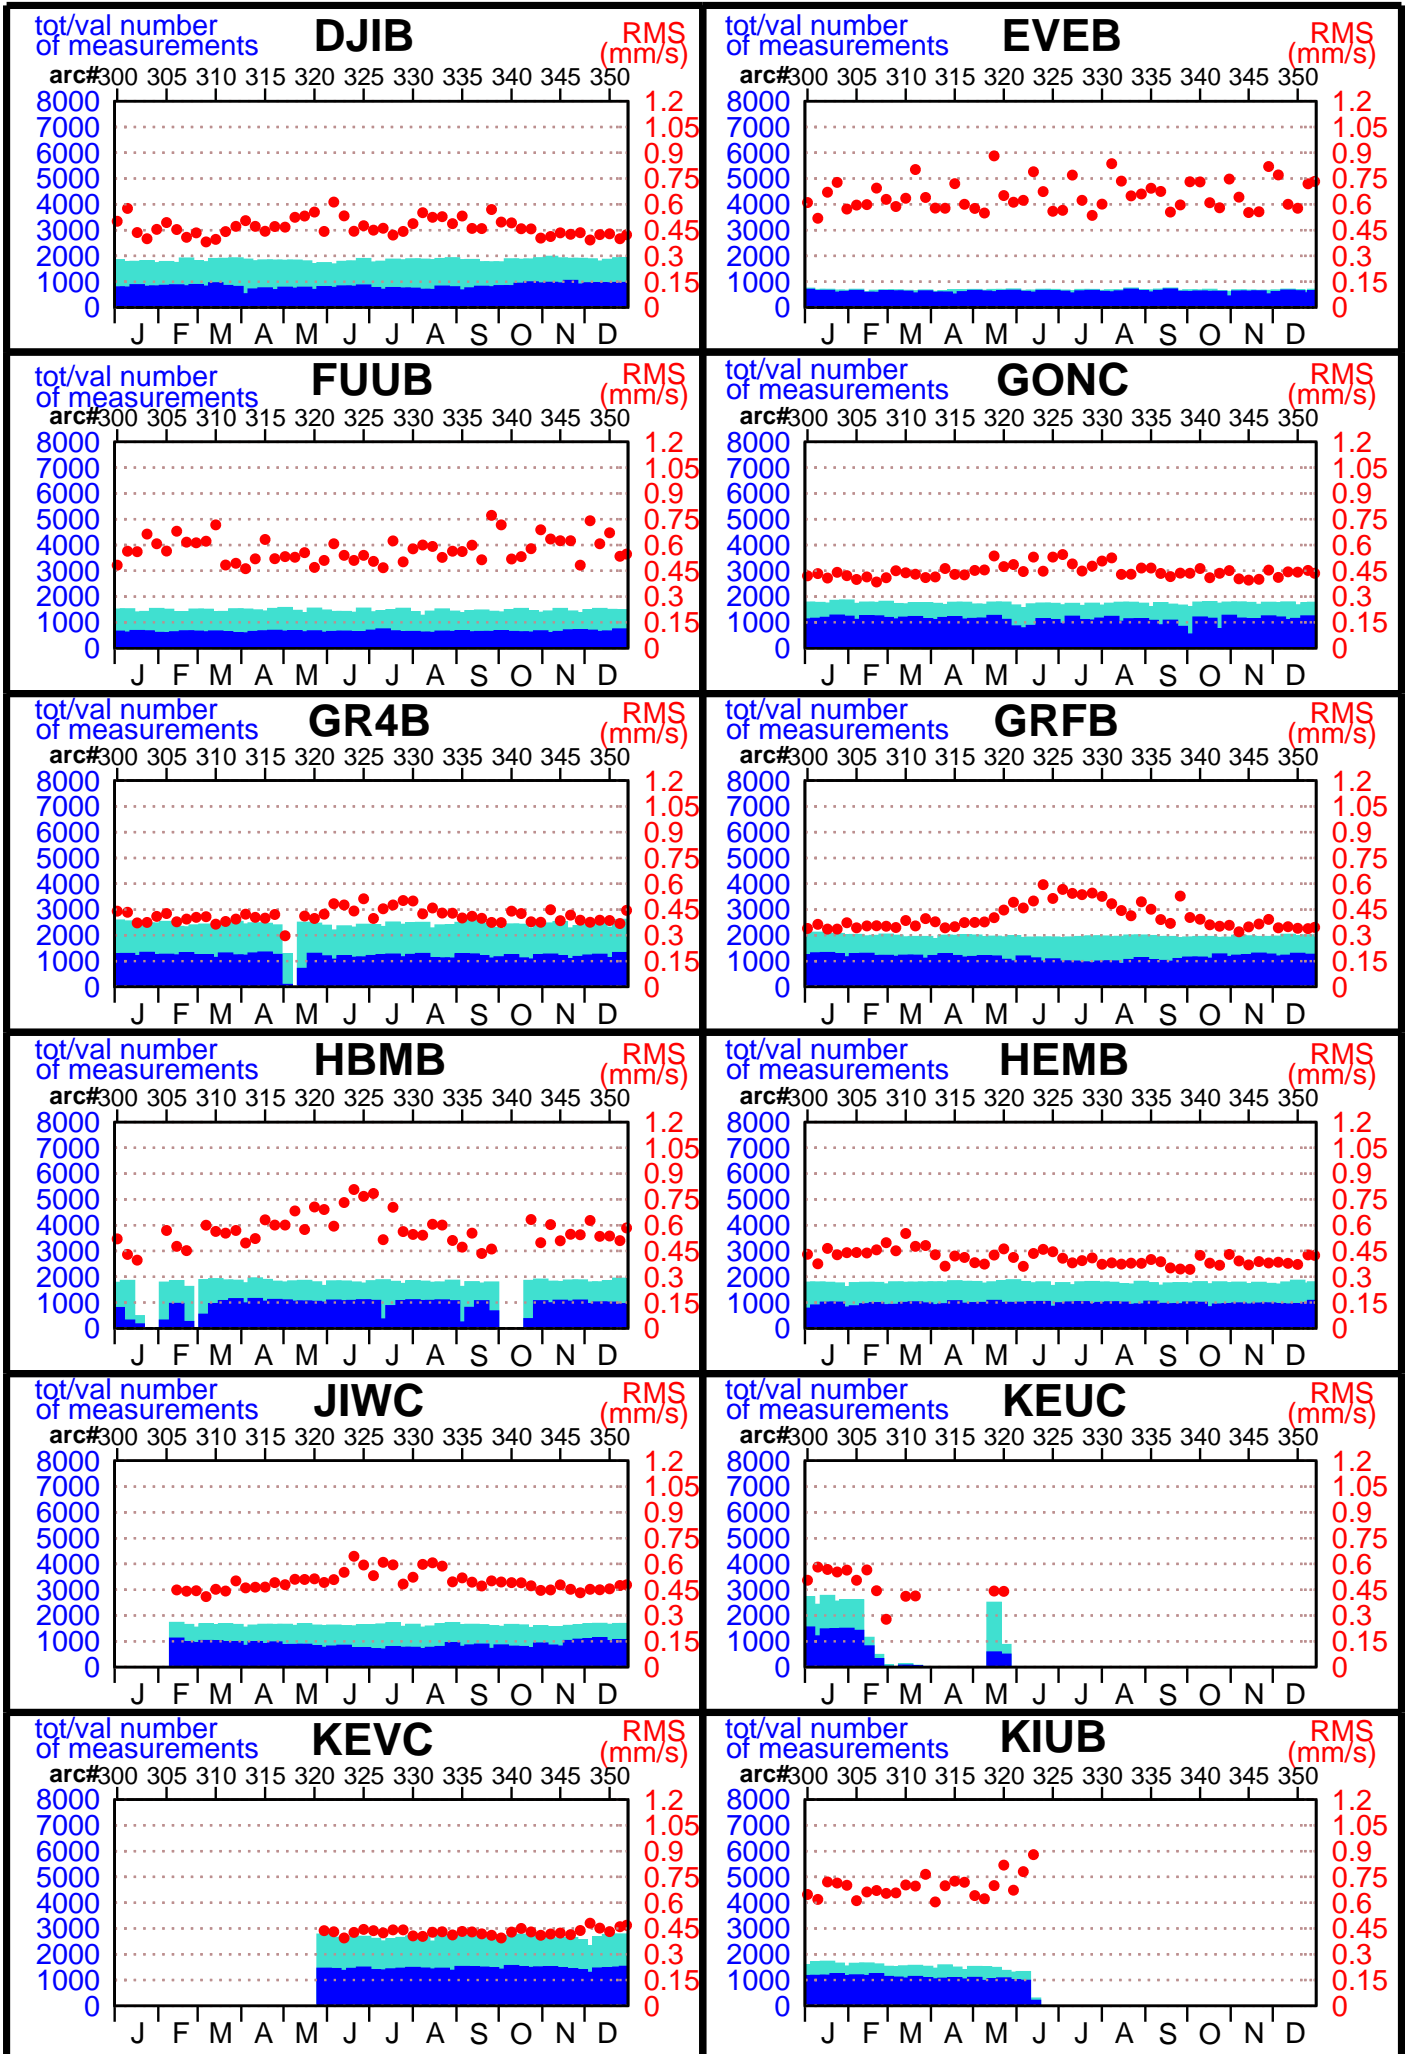 tot/val number
of measurements
DJIB
RMS
(mm/s)
arc# 300 305 310 315 320 325 330 335 340 345 350
8000 1.2
7000 1.05
6000 0.9
5000 0.75
4000 0.6
3000 0.45
2000 0.3
1000 0.15
0 0
J F M A M J J A S O N D
tot/val number
of measurements
EVEB
RMS
(mm/s)
arc# 300 305 310 315 320 325 330 335 340 345 350
8000 1.2
7000 1.05
6000 0.9
5000 0.75
4000 0.6
3000 0.45
2000 0.3
1000 0.15
0 0
J F M A M J J A S O N D
tot/val number
of measurements
FUUB
RMS
(mm/s)
arc# 300 305 310 315 320 325 330 335 340 345 350
8000 1.2
7000 1.05
6000 0.9
5000 0.75
4000 0.6
3000 0.45
2000 0.3
1000 0.15
0 0
J F M A M J J A S O N D
tot/val number
of measurements
GONC
RMS
(mm/s)
arc# 300 305 310 315 320 325 330 335 340 345 350
8000 1.2
7000 1.05
6000 0.9
5000 0.75
4000 0.6
3000 0.45
2000 0.3
1000 0.15
0 0
J F M A M J J A S O N D
tot/val number
of measurements
GR4B
RMS
(mm/s)
arc# 300 305 310 315 320 325 330 335 340 345 350
8000 1.2
7000 1.05
6000 0.9
5000 0.75
4000 0.6
3000 0.45
2000 0.3
1000 0.15
0 0
J F M A M J J A S O N D
tot/val number
of measurements
GRFB
RMS
(mm/s)
arc# 300 305 310 315 320 325 330 335 340 345 350
8000 1.2
7000 1.05
6000 0.9
5000 0.75
4000 0.6
3000 0.45
2000 0.3
1000 0.15
0 0
J F M A M J J A S O N D
tot/val number
of measurements
HBMB
RMS
(mm/s)
arc# 300 305 310 315 320 325 330 335 340 345 350
8000 1.2
7000 1.05
6000 0.9
5000 0.75
4000 0.6
3000 0.45
2000 0.3
1000 0.15
0 0
J F M A M J J A S O N D
tot/val number
of measurements
HEMB
RMS
(mm/s)
arc# 300 305 310 315 320 325 330 335 340 345 350
8000 1.2
7000 1.05
6000 0.9
5000 0.75
4000 0.6
3000 0.45
2000 0.3
1000 0.15
0 0
J F M A M J J A S O N D
tot/val number
of measurements
JIWC
RMS
(mm/s)
arc# 300 305 310 315 320 325 330 335 340 345 350
8000 1.2
7000 1.05
6000 0.9
5000 0.75
4000 0.6
3000 0.45
2000 0.3
1000 0.15
0 0
J F M A M J J A S O N D
tot/val number
of measurements
KEUC
RMS
(mm/s)
arc# 300 305 310 315 320 325 330 335 340 345 350
8000 1.2
7000 1.05
6000 0.9
5000 0.75
4000 0.6
3000 0.45
2000 0.3
1000 0.15
0 0
J F M A M J J A S O N D
tot/val number
of measurements
KEVC
RMS
(mm/s)
arc# 300 305 310 315 320 325 330 335 340 345 350
8000 1.2
7000 1.05
6000 0.9
5000 0.75
4000 0.6
3000 0.45
2000 0.3
1000 0.15
0 0
J F M A M J J A S O N D
tot/val number
of measurements
KIUB
RMS
(mm/s)
arc# 300 305 310 315 320 325 330 335 340 345 350
8000 1.2
7000 1.05
6000 0.9
5000 0.75
4000 0.6
3000 0.45
2000 0.3
1000 0.15
0 0
J F M A M J J A S O N D